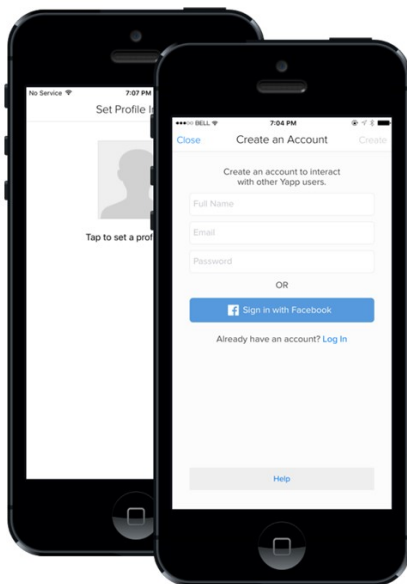 No Service
7:07 PM
Set Profile
Tap to set a
BELL
7:04 PM
Close
Create an Account
Create
Create an account to interact
with other Yapp users.
Full Name
Email
Password
OR
Sign in with Facebook
Already have an account? Log In
Help